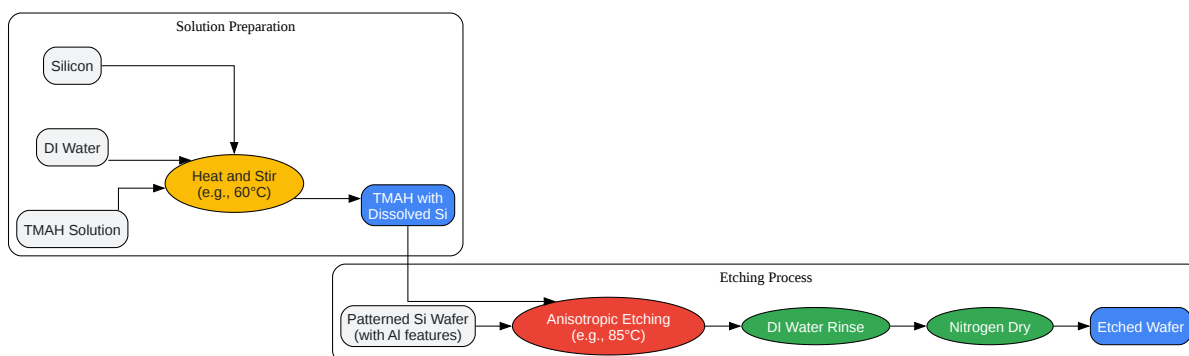 Solution Preparation
Silicon
DI Water
Heat and Stir
(e.g., 60°C)
TMAH Solution
TMAH with
Dissolved Si
Etching Process
Patterned Si Wafer
(with Al features)
Anisotropic Etching
(e.g., 85°C)
DI Water Rinse
Nitrogen Dry
Etched Wafer